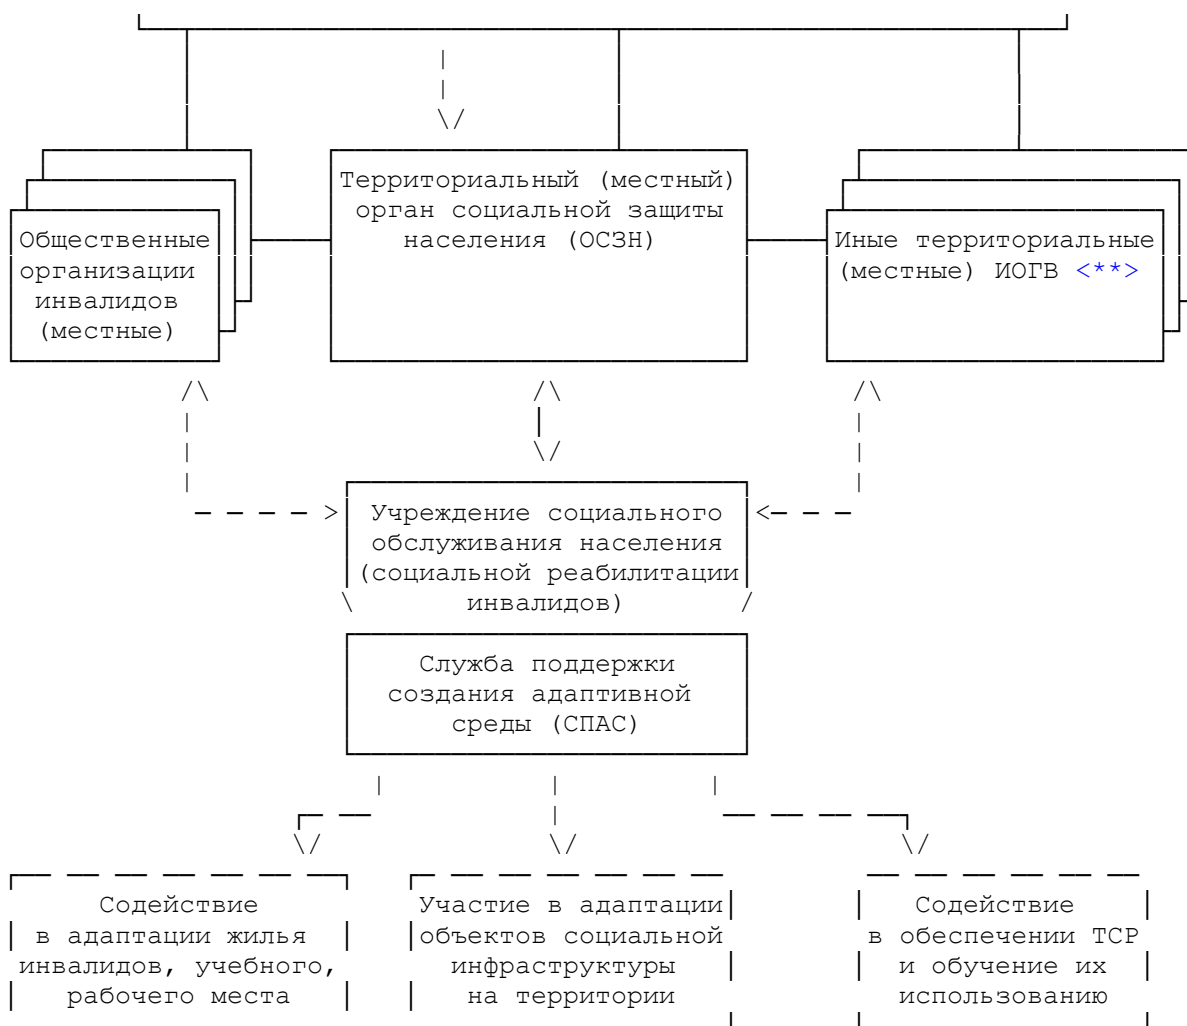 Территориальный (местный)
орган социальной защиты
населения (ОСЗН)
Общественные
организации
инвалидов
(местные)
Иные территориальные
(местные) ИОГВ <**>
Учреждение социального
обслуживания населения
(социальной реабилитации
инвалидов)
Служба поддержки
создания адаптивной
среды (СПАС)
Содействие
в адаптации жилья
инвалидов, учебного,
рабочего места
Участие в адаптации
объектов социальной
инфраструктуры
на территории
Содействие
в обеспечении ТСР
и обучение их
использованию